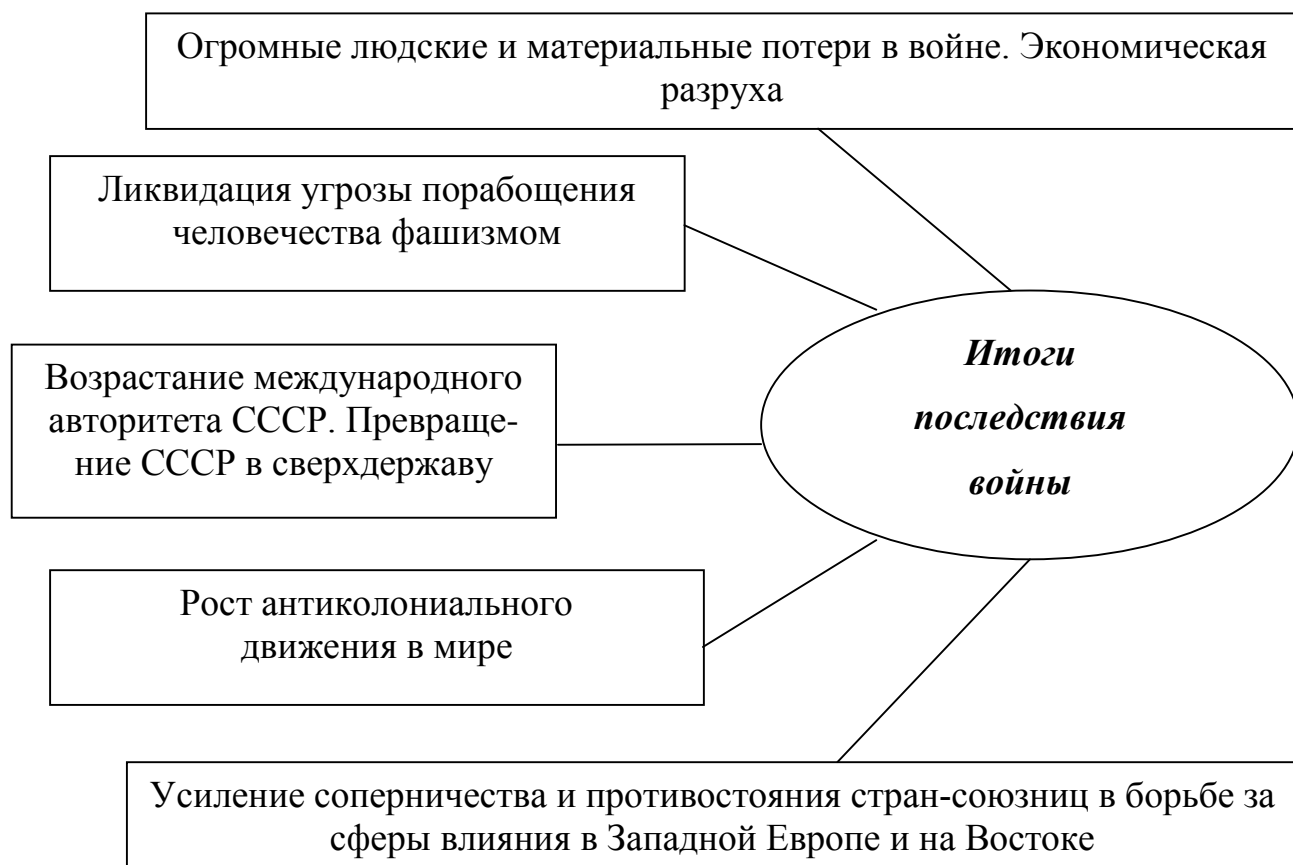 Огромные людские и материальные потери в войне. Экономическая
разруха
Ликвидация угрозы порабощения
человечества фашизмом
Возрастание международного
авторитета СССР. Превраще-
ние СССР в сверхдержаву
Итоги
последствия
войны
Рост антиколониального
движения в мире
Усиление соперничества и противостояния стран-союзниц в борьбе за
сферы влияния в Западной Европе и на Востоке